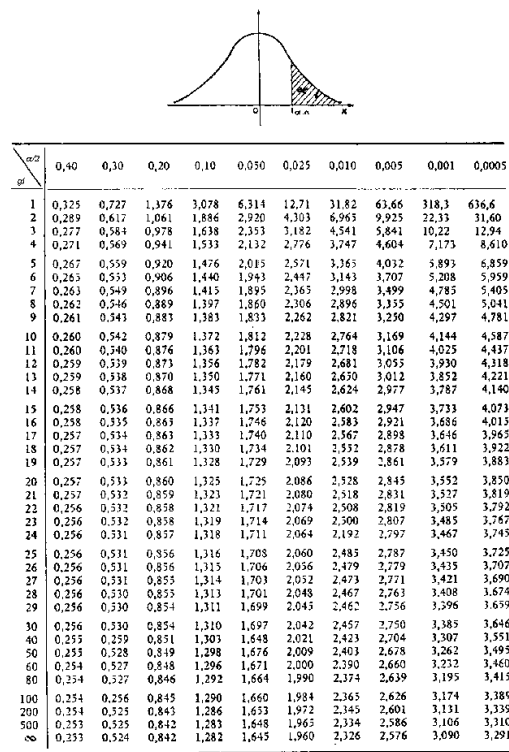 0 x
α/2 0,40 0,30 0,20 0,10 0,050 0,025 0,010 0,005 0,001 0,0005
gl
1 0,325 0,727 1,376 3,078 6,314 12,71 31,82 63,66 318,3 636,6
2 0,289 0,617 1,061 1,886 2,920 4,303 6,965 9,925 22,33 31,60
3 0,277 0,584 0,978 1,638 2,353 3,182 4,541 5,841 10,22 12,94
4 0,271 0,569 0,941 1,533 2,132 2,776 3,747 4,604 7,173 8,610
5 0,267 0,559 0,920 1,476 2,015 2,571 3,365 4,032 5,893 6,859
6 0,265 0,553 0,906 1,440 1,943 2,447 3,143 3,707 5,208 5,959
7 0,263 0,549 0,896 1,415 1,895 2,365 2,998 3,499 4,785 5,405
8 0,262 0,546 0,889 1,397 1,860 2,306 2,896 3,355 4,501 5,041
9 0,261 0,543 0,883 1,383 1,833 2,262 2,821 3,250 4,297 4,781
10 0,260 0,542 0,879 1,372 1,812 2,228 2,764 3,169 4,144 4,587
11 0,260 0,540 0,876 1,363 1,796 2,201 2,718 3,106 4,025 4,437
12 0,259 0,539 0,873 1,356 1,782 2,179 2,681 3,055 3,930 4,318
13 0,259 0,538 0,870 1,350 1,771 2,160 2,650 3,012 3,852 4,221
14 0,258 0,537 0,868 1,345 1,761 2,145 2,624 2,977 3,787 4,140
15 0,258 0,536 0,866 1,341 1,753 2,131 2,602 2,947 3,733 4,073
16 0,258 0,535 0,863 1,337 1,746 2,120 2,583 2,921 3,686 4,015
17 0,257 0,534 0,863 1,333 1,740 2,110 2,567 2,898 3,646 3,965
18 0,257 0,534 0,862 1,330 1,734 2,101 2,552 2,878 3,611 3,922
19 0,257 0,533 0,861 1,328 1,729 2,093 2,539 2,861 3,579 3,883
20 0,257 0,533 0,860 1,325 1,725 2,086 2,528 2,845 3,552 3,850
21 0,257 0,532 0,859 1,323 1,721 2,080 2,518 2,831 3,527 3,819
22 0,256 0,532 0,858 1,321 1,717 2,074 2,508 2,819 3,505 3,792
23 0,256 0,532 0,858 1,319 1,714 2,069 2,500 2,807 3,485 3,767
24 0,256 0,531 0,857 1,318 1,711 2,064 2,192 2,797 3,467 3,745
25 0,256 0,531 0,856 1,316 1,708 2,060 2,485 2,787 3,450 3,725
26 0,256 0,531 0,856 1,315 1,706 2,056 2,479 2,779 3,435 3,707
27 0,256 0,531 0,855 1,314 1,703 2,052 2,473 2,771 3,421 3,690
28 0,256 0,530 0,855 1,313 1,701 2,048 2,467 2,763 3,408 3,674
29 0,256 0,530 0,854 1,311 1,699 2,045 2,462 2,756 3,396 3,659
30 0,256 0,530 0,854 1,310 1,697 2,042 2,457 2,750 3,385 3,646
40 0,255 0,259 0,851 1,303 1,648 2,021 2,423 2,704 3,307 3,551
50 0,255 0,528 0,849 1,298 1,676 2,009 2,403 2,678 3,262 3,495
60 0,254 0,527 0,848 1,296 1,671 2,000 2,390 2,660 3,232 3,460
80 0,254 0,527 0,846 1,292 1,664 1,990 2,374 2,639 3,195 3,415
100 0,254 0,256 0,845 1,290 1,660 1,984 2,365 2,626 3,174 3,389
200 0,254 0,525 0,843 1,286 1,653 1,972 2,345 2,601 3,131 3,339
500 0,253 0,525 0,842 1,283 1,648 1,965 2,334 2,586 3,106 3,310
∞ 0,253 0,524 0,842 1,282 1,645 1,960 2,326 2,576 3,090 3,291